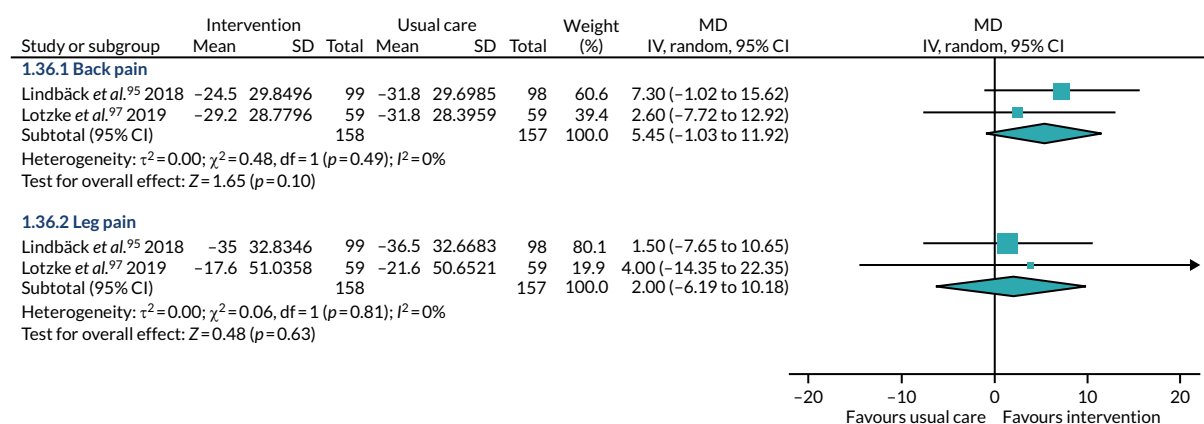 Intervention Usual care Weight MD MD
Study or subgroup Mean SD Total Mean SD Total (%) IV, random, 95% CI IV, random, 95% CI
1.36.1 Back pain
Lindbäck et al.95 2018 −24.5 29.8496 99 −31.8 29.6985 98 60.6 7.30 (−1.02 to 15.62)
Lotzke et al.97 2019 −29.2 28.7796 59 −31.8 28.3959 59 39.4 2.60 (−7.72 to 12.92)
Subtotal (95% CI) 158 157 100.0 5.45 (−1.03 to 11.92)
Heterogeneity: τ2 = 0.00; χ2 = 0.48, df = 1 (p = 0.49); I2 = 0%
Test for overall effect: Z = 1.65 (p = 0.10)
1.36.2 Leg pain
Lindbäck et al.95 2018 −35 32.8346 99 −36.5 32.6683 98 80.1 1.50 (−7.65 to 10.65)
Lotzke et al.97 2019 −17.6 51.0358 59 −21.6 50.6521 59 19.9 4.00 (−14.35 to 22.35)
Subtotal (95% CI) 158 157 100.0 2.00 (−6.19 to 10.18)
Heterogeneity: τ2 = 0.00; χ2 = 0.06, df = 1 (p = 0.81); I2 = 0%
Test for overall effect: Z = 0.48 (p = 0.63)
−20 −10 0 10 20
Favours usual care Favours intervention